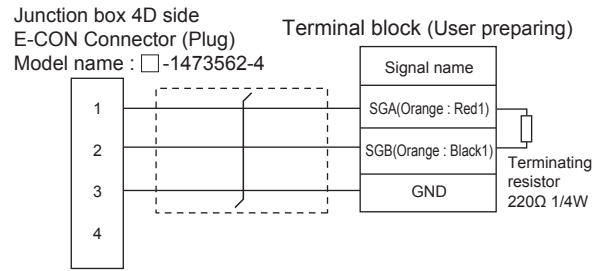 Junction box 4D side
E-CON Connector (Plug)
Model name : □-1473562-4
Terminal block (User preparing)
Signal name
1
SGA(Orange : Red1)
2
SGB(Orange : Black1)
3
GND
4
Terminating
resistor
220Ω 1/4W